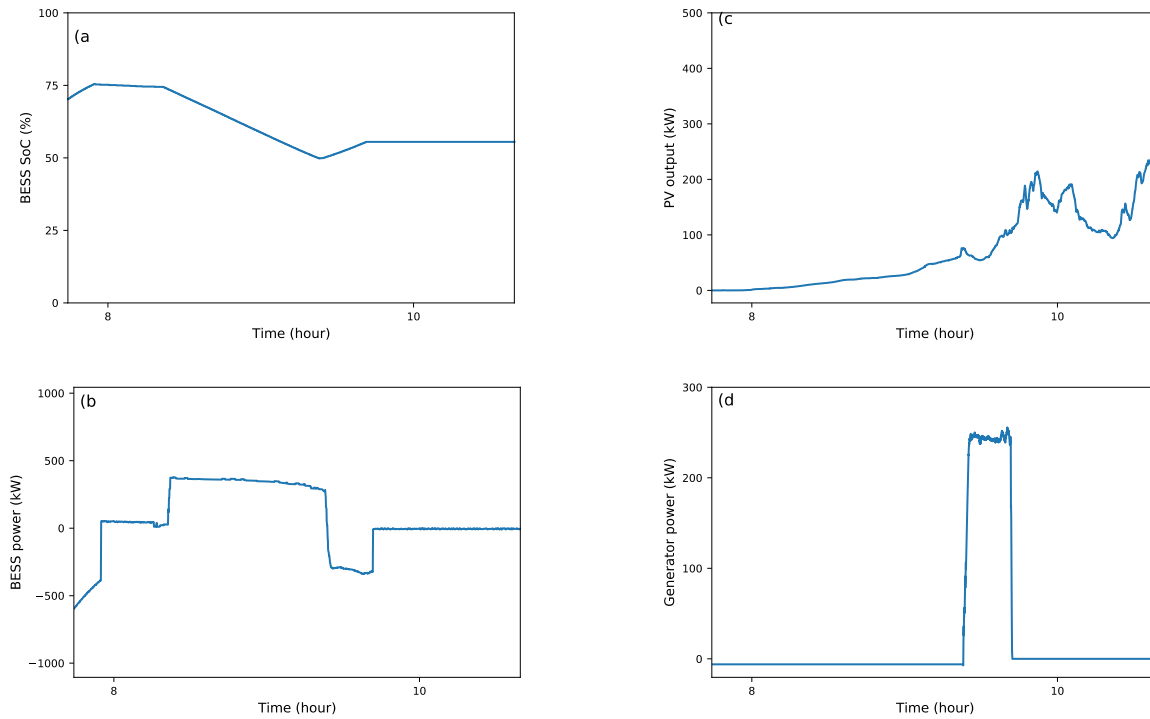 (a
100
75
50
25
0
BESS SoC (%)
8
10
Time (hour)
(c
500
400
300
200
100
0
PV output (kW)
8
10
Time (hour)
(b
1000
500
0
−500
−1000
BESS power (kW)
8
10
Time (hour)
(d
300
200
100
0
Generator power (kW)
8
10
Time (hour)